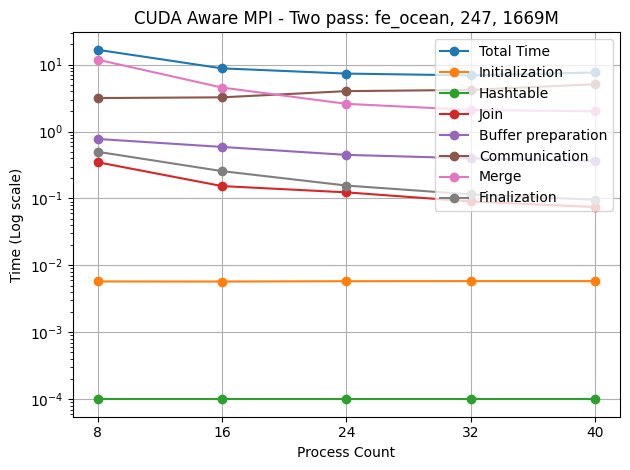 CUDA Aware MPI - Two pass: fe_ocean, 247, 1669M
Time (Log scale)
10¹
10⁰
10⁻¹
10⁻²
10⁻³
10⁻⁴
Total Time
Initialization
Hashtable
Join
Buffer preparation
Communication
Merge
Finalization
8 16 24 32 40
Process Count